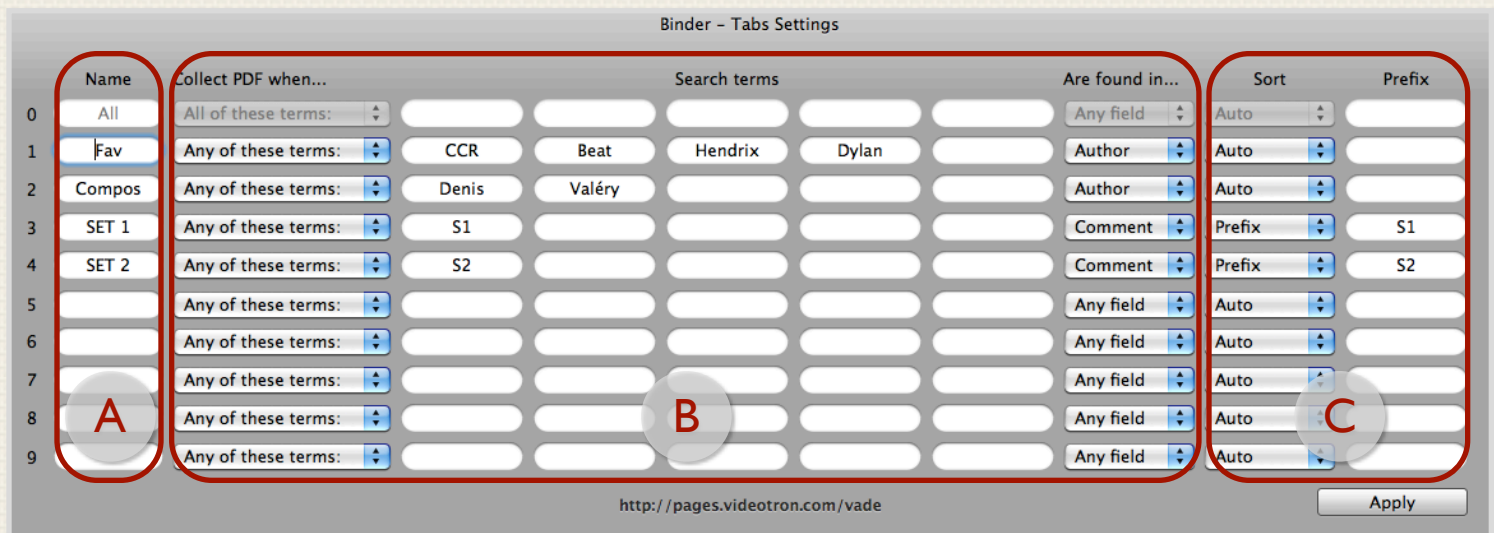 Binder – Tabs Settings
Name Collect PDF when... Search terms Are found in... Sort Prefix
0 All All of these terms: Any field Auto
1 Fav Any of these terms: CCR Beat Hendrix Dylan Author Auto
2 Compos Any of these terms: Denis Valéry Author Auto
3 SET 1 Any of these terms: S1 Comment Prefix S1
4 SET 2 Any of these terms: S2 Comment Prefix S2
5 Any of these terms: Any field Auto
6 Any of these terms: Any field Auto
7 Any of these terms: Any field Auto
8 A Any of these terms: B Any field Auto C
9 Any of these terms: Any field Auto
http://pages.videotron.com/vade Apply